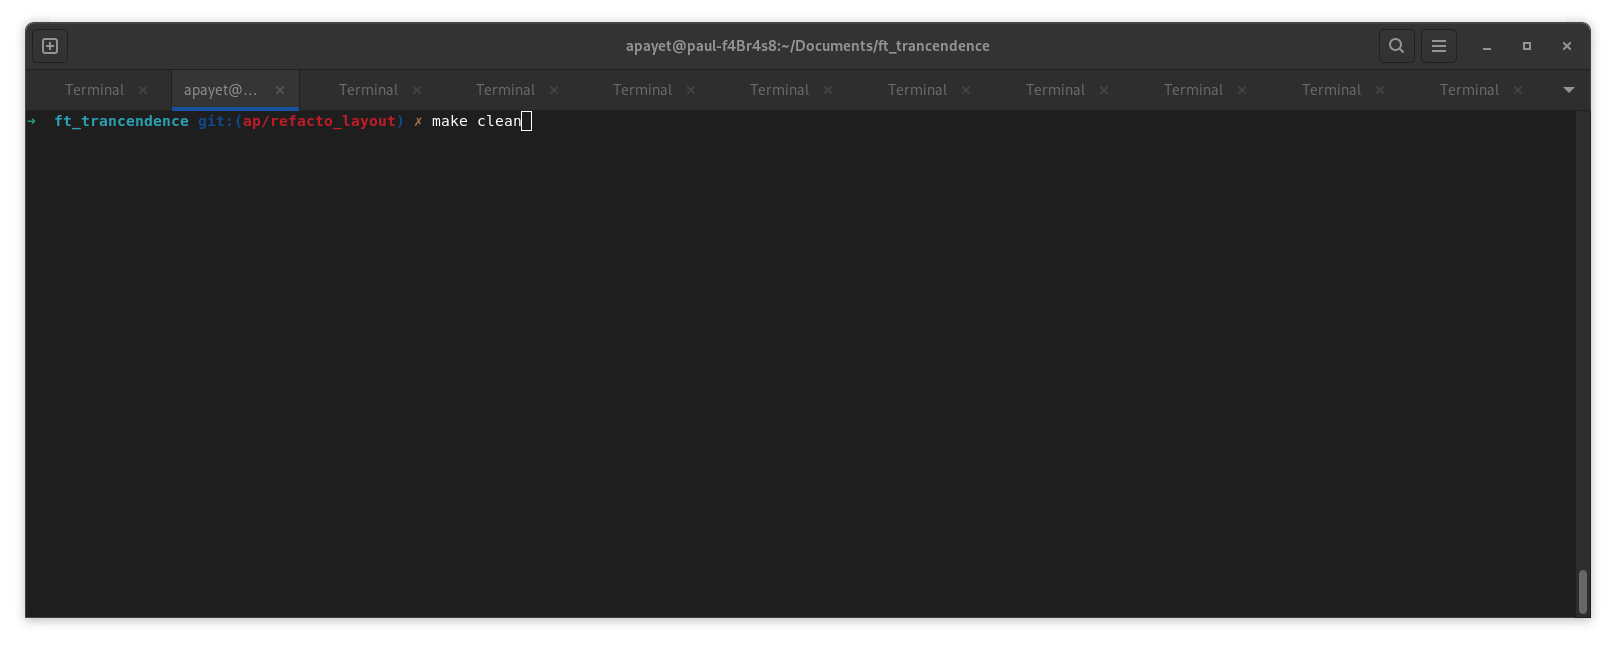 apayet@paul-f4Br4s8:~/Documents/ft_trancendence
Terminal apayet@... Terminal Terminal Terminal Terminal Terminal Terminal Terminal Terminal Terminal
➜ ft_trancendence git:(ap/refacto_layout) ✗ make clean